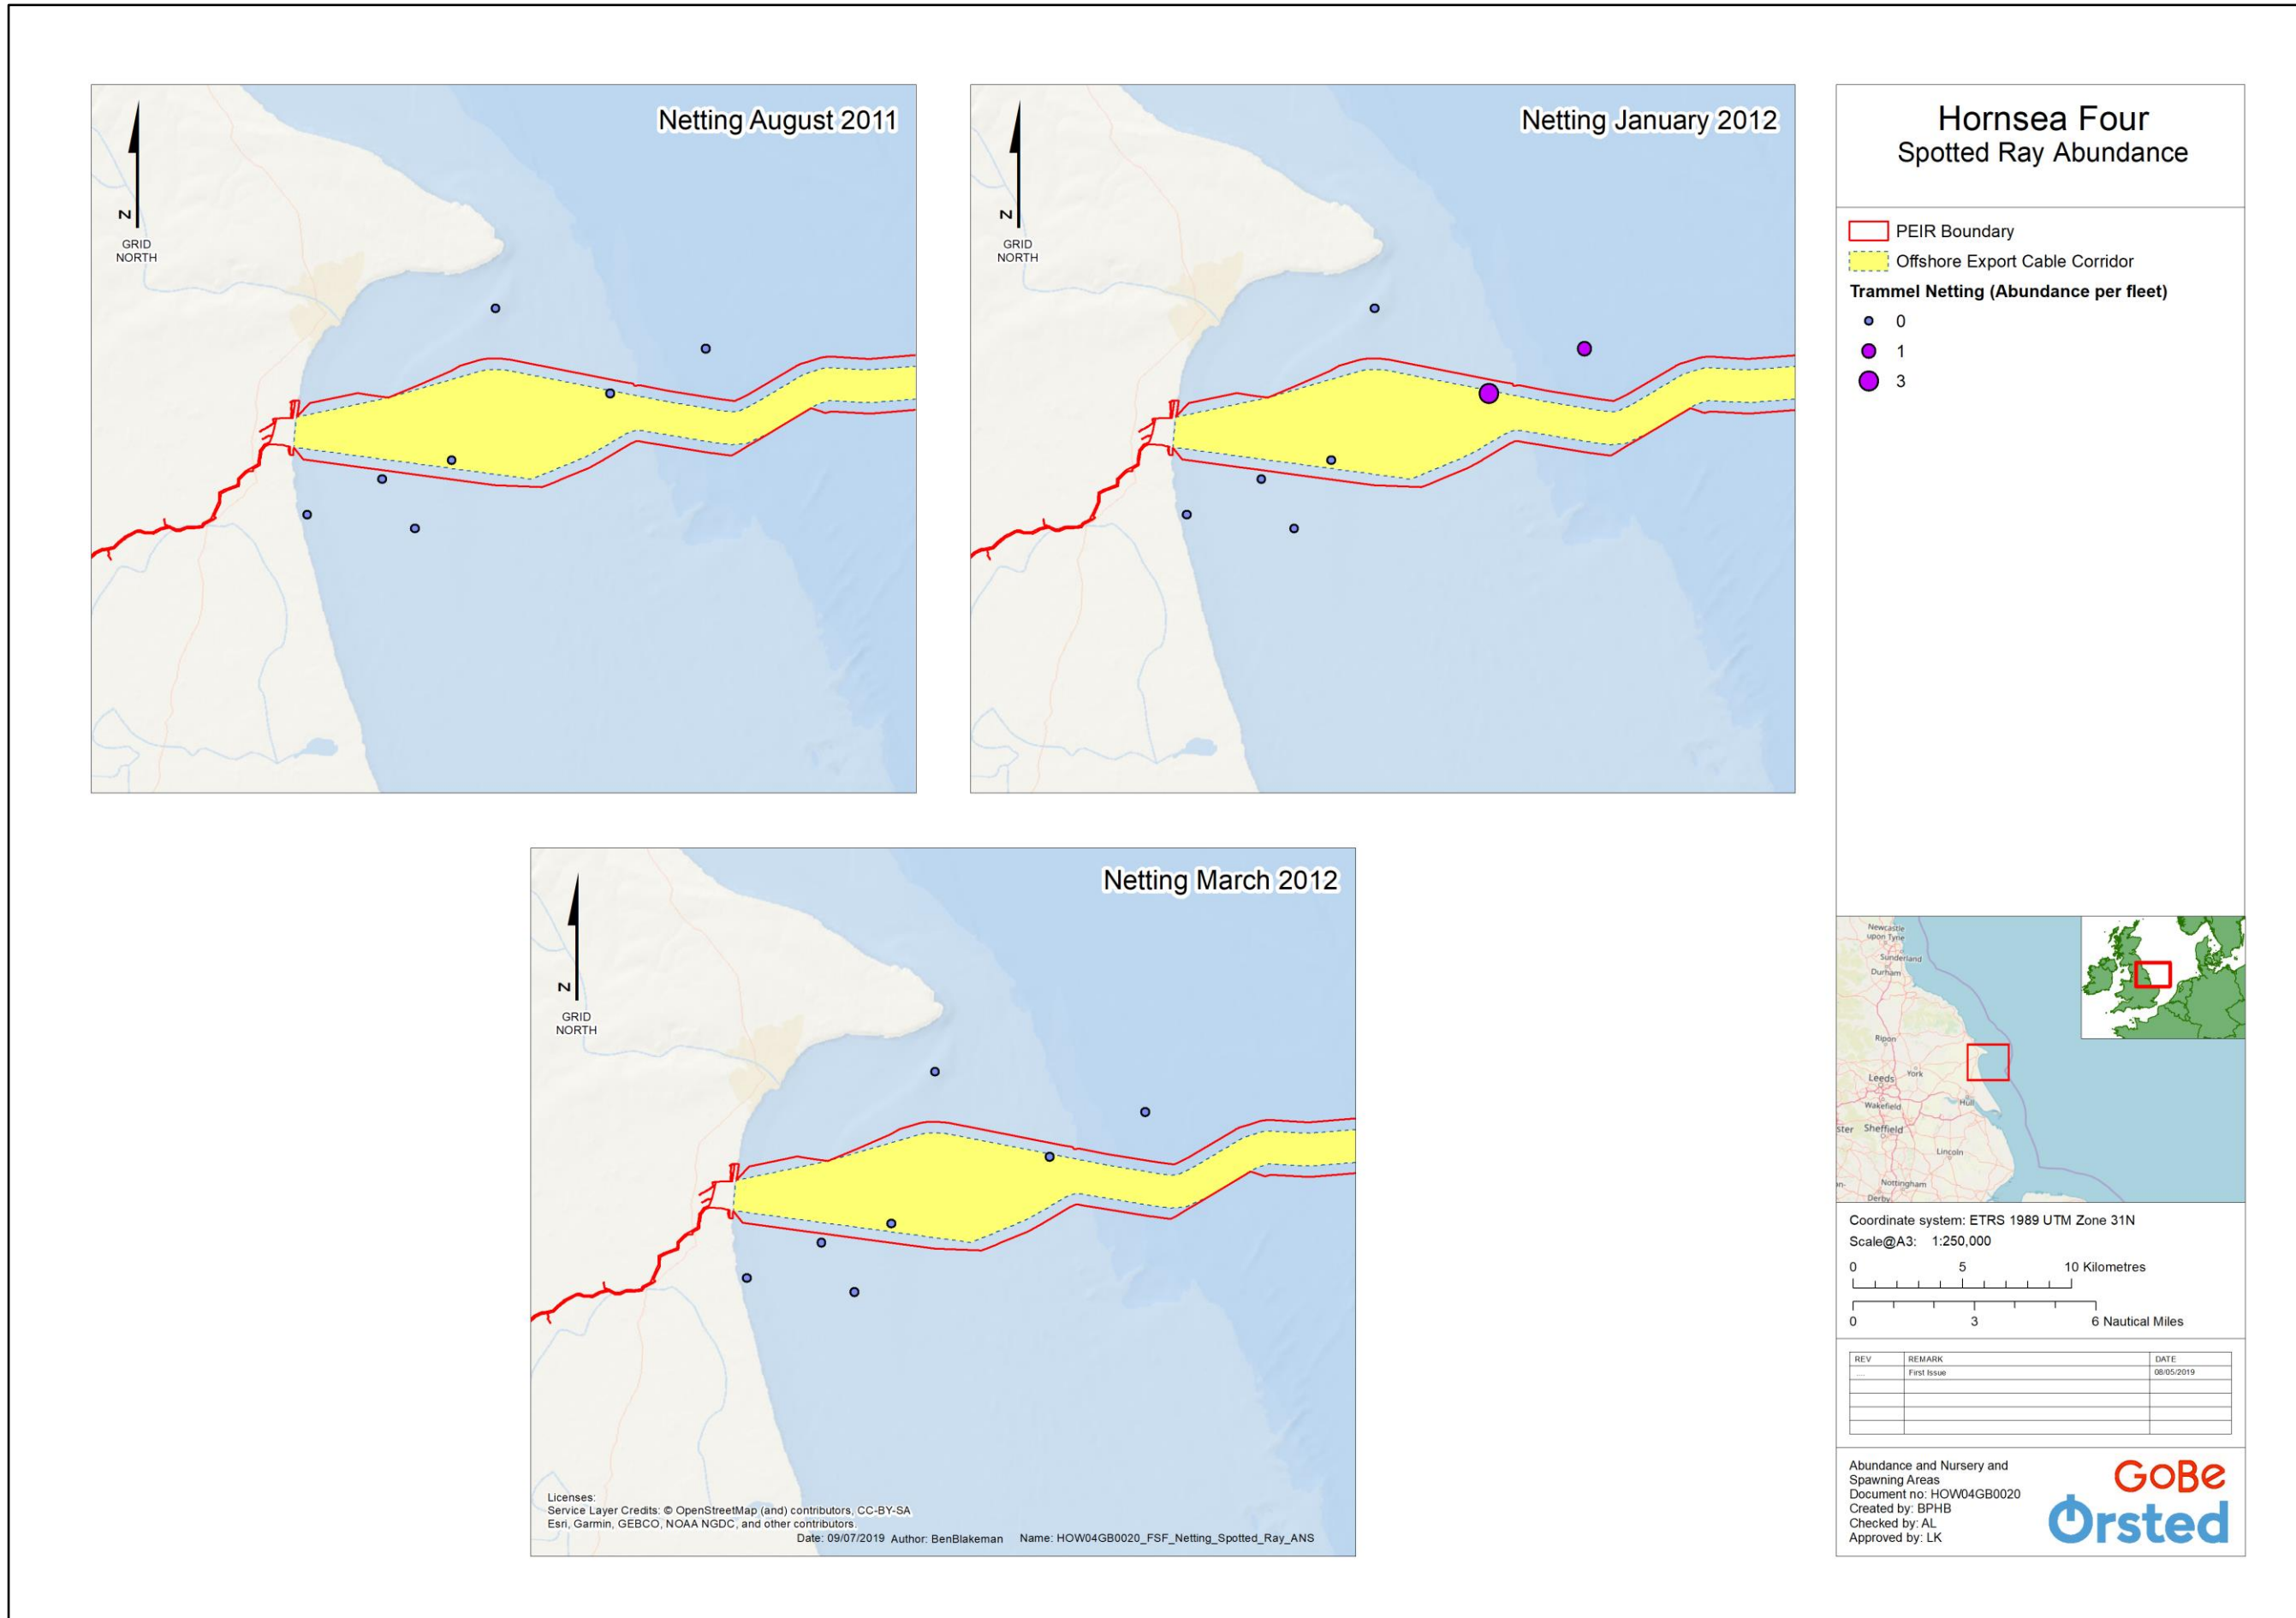 Netting August 2011
N
GRID
NORTH
Netting January 2012
N
GRID
NORTH
Netting March 2012
N
GRID
NORTH
Licenses:
Service Layer Credits: © OpenStreetMap (and) contributors, CC-BY-SA
Esri, Garmin, GEBCO, NOAA NGDC, and other contributors.
Date: 09/07/2019 Author: BenBlakeman Name: HOW04GB0020_FSF_Netting_Spotted_Ray_ANS
Hornsea Four
Spotted Ray Abundance
PEIR Boundary
Offshore Export Cable Corridor
Trammel Netting (Abundance per fleet)
0
1
3
Newcastle
upon Tyne
Sunderland
Durham
Ripon
Leeds
York
Wakefield
Hull
ster
Sheffield
Lincoln
Nottingham
Derby
Coordinate system: ETRS 1989 UTM Zone 31N
Scale@A3: 1:250,000
0 5 10 Kilometres
0 3 6 Nautical Miles
REV REMARK DATE
.... First Issue 08/05/2019
Abundance and Nursery and
Spawning Areas
Document no: HOW04GB0020
Created by: BPHB
Checked by: AL
Approved by: LK
GoBe
Ørsted